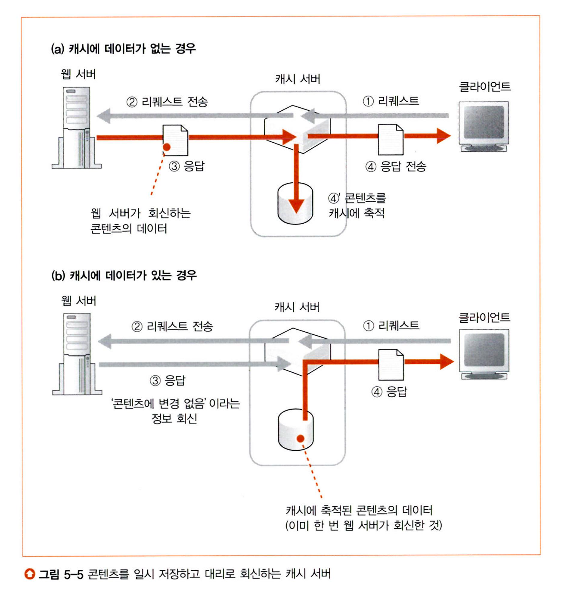 (a) 캐시에 데이터가 없는 경우
웹 서버
캐시 서버
클라이언트
② 리퀘스트 전송
① 리퀘스트
③ 응답
④ 응답 전송
④' 콘텐츠를
캐시에 축적
웹 서버가 회신하는
콘텐츠의 데이터
(b) 캐시에 데이터가 있는 경우
웹 서버
캐시 서버
클라이언트
② 리퀘스트 전송
① 리퀘스트
③ 응답
④ 응답
'콘텐츠에 변경 없음' 이라는
정보 회신
캐시에 축적된 콘텐츠의 데이터
(이미 한 번 웹 서버가 회신한 것)
그림 5-5 콘텐츠를 일시 저장하고 대리로 회신하는 캐시 서버